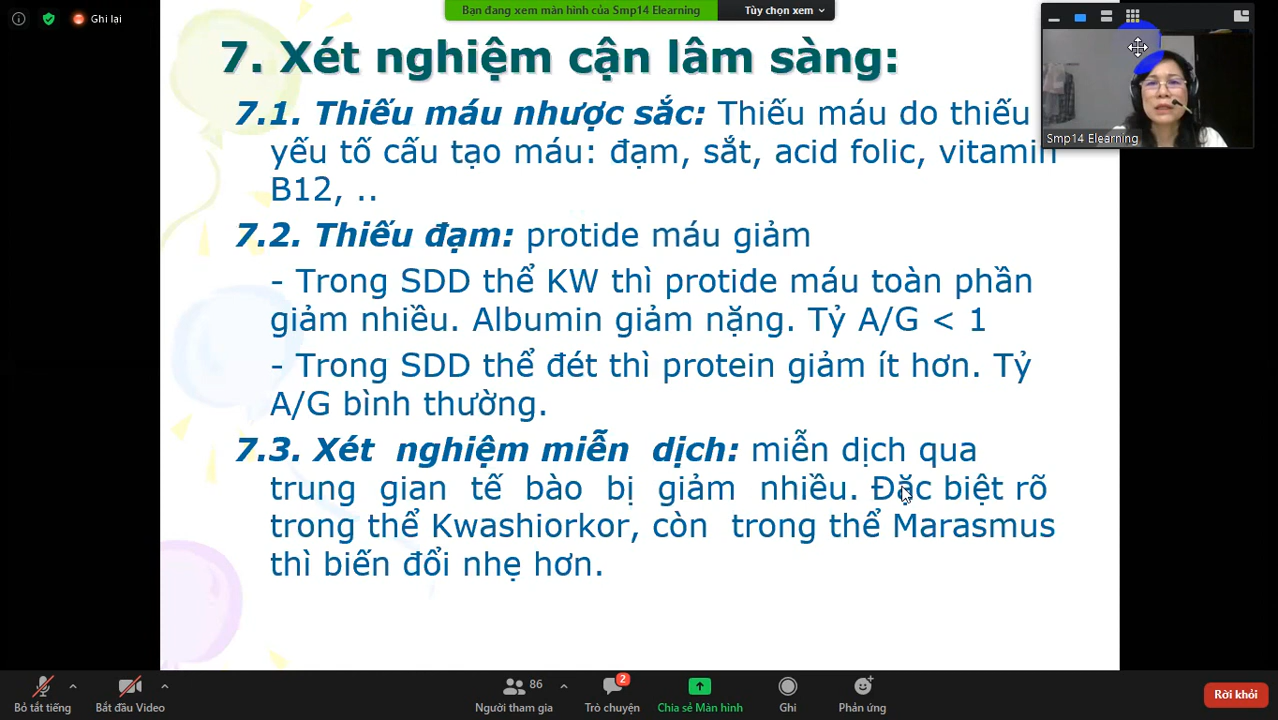 Ghi lại
Bạn đang xem màn hình của Smp14 Elearning
Tùy chọn xem
7. Xét nghiệm cận lâm sàng:
7.1. Thiếu máu nhược sắc: Thiếu máu do thiếu
yếu tố cấu tạo máu: đạm, sắt, acid folic, vitamin
B12, ..
7.2. Thiếu đạm: protide máu giảm
- Trong SDD thể KW thì protide máu toàn phần
giảm nhiều. Albumin giảm nặng. Tỷ A/G < 1
- Trong SDD thể đét thì protein giảm ít hơn. Tỷ
A/G bình thường.
7.3. Xét nghiệm miễn dịch: miễn dịch qua
trung gian tế bào bị giảm nhiều. Đặc biệt rõ
trong thể Kwashiorkor, còn trong thể Marasmus
thì biến đổi nhẹ hơn.
Smp14 Elearning
Bỏ tắt tiếng
Bắt đầu Video
86
Người tham gia
2
Trò chuyện
Chia sẻ Màn hình
Ghi
Phản ứng
Rời khỏi